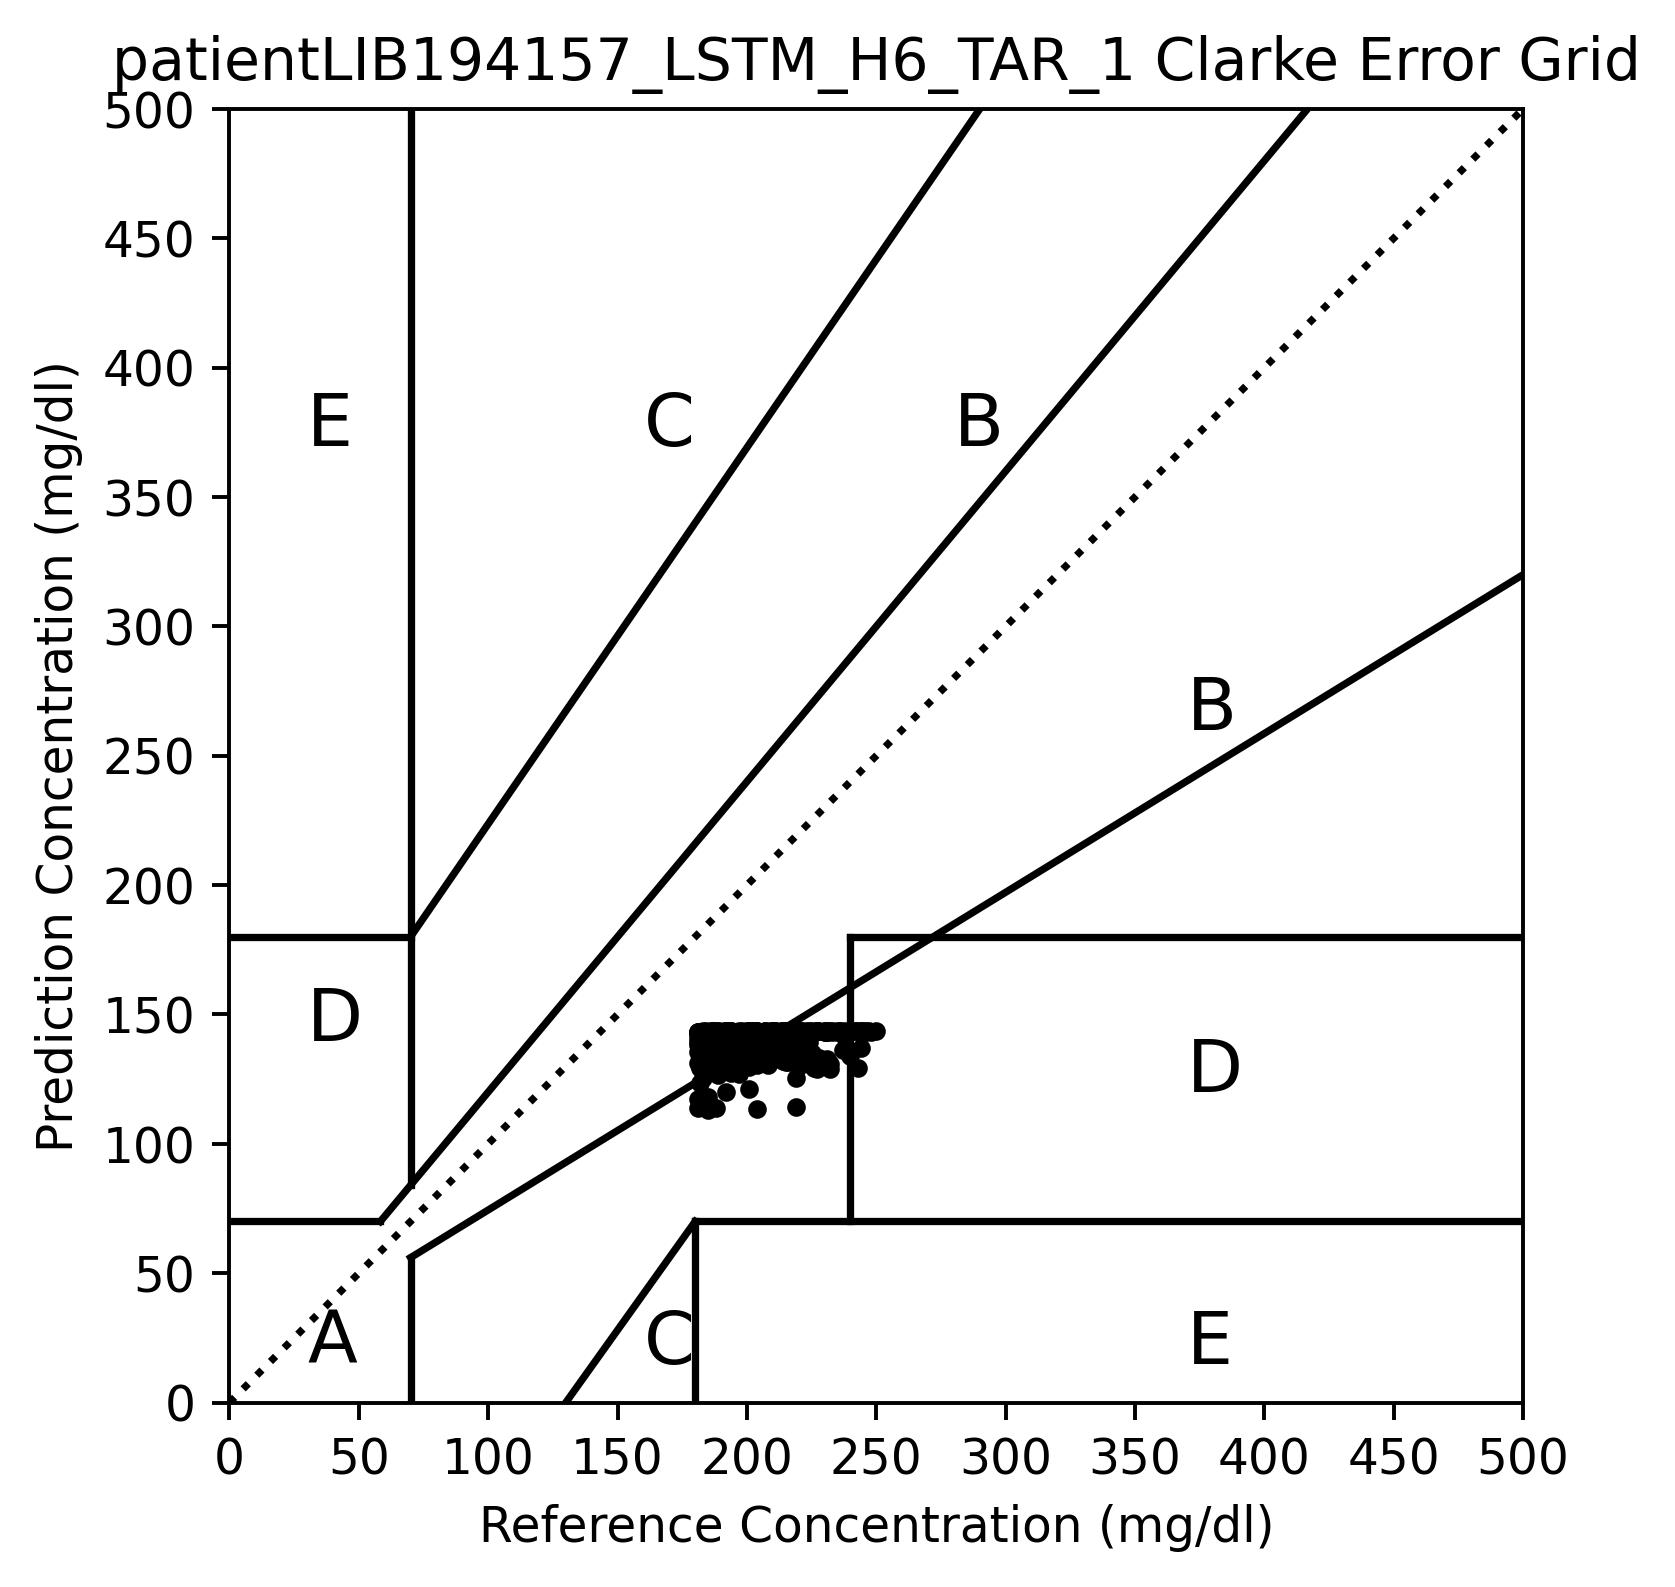 patientLIB194157_LSTM_H6_TAR_1 Clarke Error Grid
Prediction Concentration (mg/dl)
500
450
400
350
300
250
200
150
100
50
0
E
C
B
B
D
D
A
C
E
0 50 100 150 200 250 300 350 400 450 500
Reference Concentration (mg/dl)